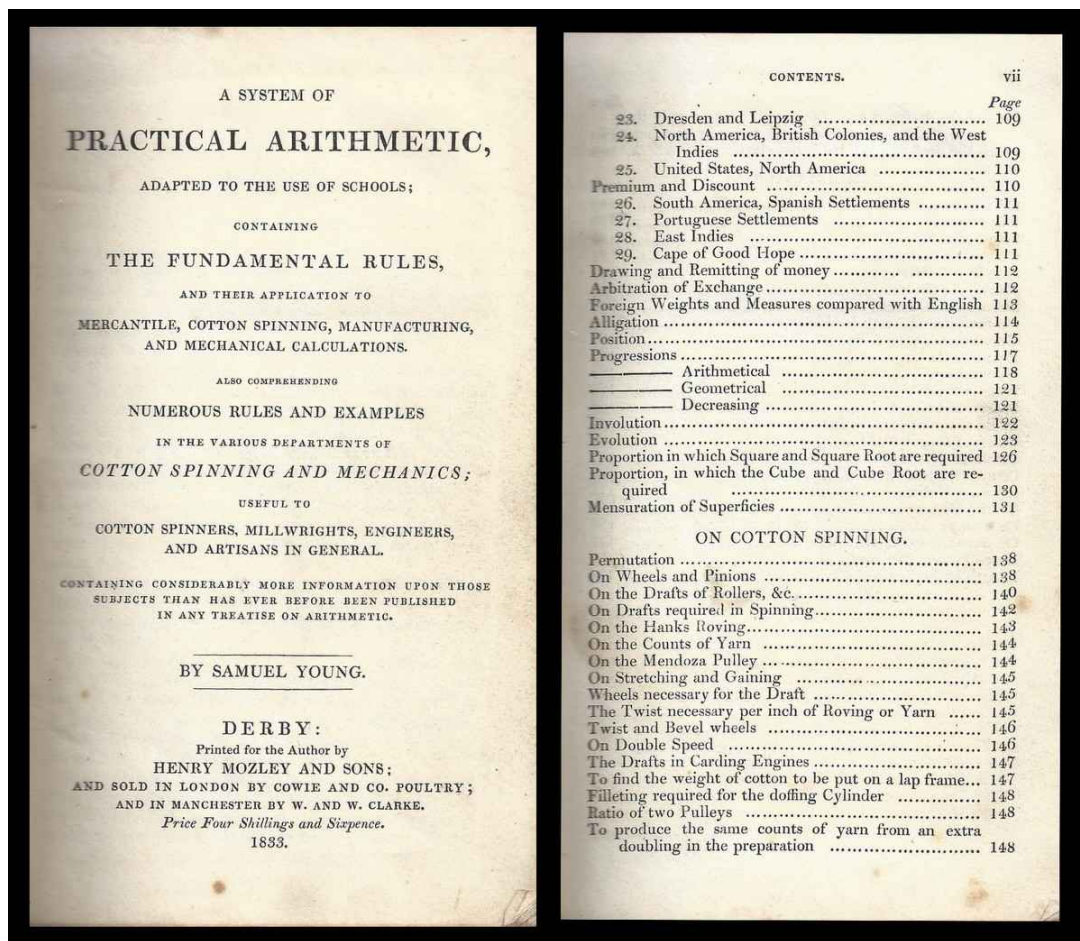 A SYSTEM OF
PRACTICAL ARITHMETIC,
ADAPTED TO THE USE OF SCHOOLS;
CONTAINING
THE FUNDAMENTAL RULES,
AND THEIR APPLICATION TO
MERCANTILE, COTTON SPINNING, MANUFACTURING,
AND MECHANICAL CALCULATIONS.
ALSO COMPREHENDING
NUMEROUS RULES AND EXAMPLES
IN THE VARIOUS DEPARTMENTS OF
COTTON SPINNING AND MECHANICS;
USEFUL TO
COTTON SPINNERS, MILLWRIGHTS, ENGINEERS,
AND ARTISANS IN GENERAL.
CONTAINING CONSIDERABLY MORE INFORMATION UPON THOSE
SUBJECTS THAN HAS EVER BEFORE BEEN PUBLISHED
IN ANY TREATISE ON ARITHMETIC.
BY SAMUEL YOUNG.
DERBY:
Printed for the Author by
HENRY MOZLEY AND SONS;
AND SOLD IN LONDON BY COWIE AND CO. POULTRY;
AND IN MANCHESTER BY W. AND W. CLARKE.
Price Four Shillings and Sixpence.
1833.
CONTENTS. vii
Page
23. Dresden and Leipzig ........ 109
24. North America, British Colonies, and the West
Indies ........ 109
25. United States, North America ........ 110
Premium and Discount ........ 110
26. South America, Spanish Settlements ........ 111
27. Portuguese Settlements ........ 111
28. East Indies ........ 111
29. Cape of Good Hope ........ 111
Drawing and Remitting of money ........ 112
Arbitration of Exchange ........ 112
Foreign Weights and Measures compared with English 113
Alligation ........ 114
Position ........ 115
Progressions ........ 117
——— Arithmetical ........ 118
——— Geometrical ........ 121
——— Decreasing ........ 121
Involution ........ 122
Evolution ........ 123
Proportion in which Square and Square Root are required 126
Proportion, in which the Cube and Cube Root are re-
quired ........ 130
Mensuration of Superficies ........ 131
ON COTTON SPINNING.
Permutation ........ 138
On Wheels and Pinions ........ 138
On the Drafts of Rollers, &c. ........ 140
On Drafts required in Spinning ........ 142
On the Hanks Roving ........ 143
On the Counts of Yarn ........ 144
On the Mendoza Pulley ........ 144
On Stretching and Gaining ........ 145
Wheels necessary for the Draft ........ 145
The Twist necessary per inch of Roving or Yarn ...... 145
Twist and Bevel wheels ........ 146
On Double Speed ........ 146
The Drafts in Carding Engines ........ 147
To find the weight of cotton to be put on a lap frame... 147
Filleting required for the doffing Cylinder ........ 148
Ratio of two Pulleys ........ 148
To produce the same counts of yarn from an extra
doubling in the preparation ........ 148